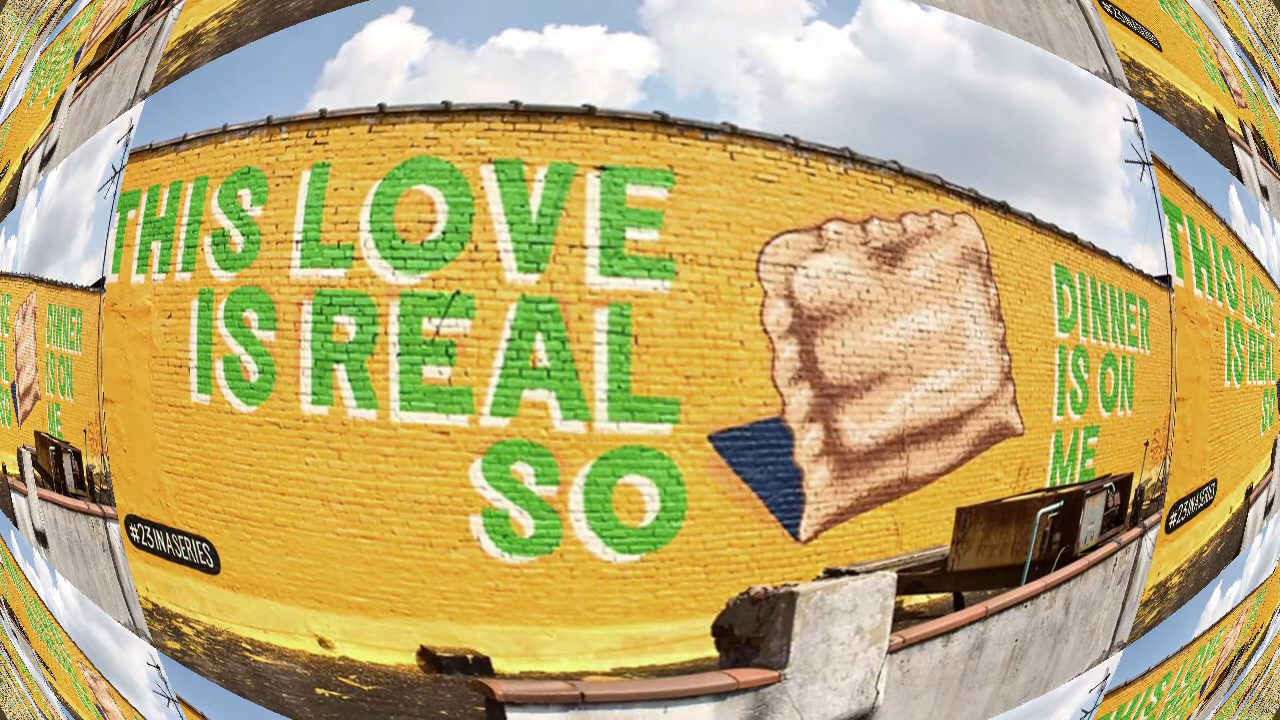 THIS LOVE
IS REAL
SO
DINNER
IS ON
ME
#23INASERIES